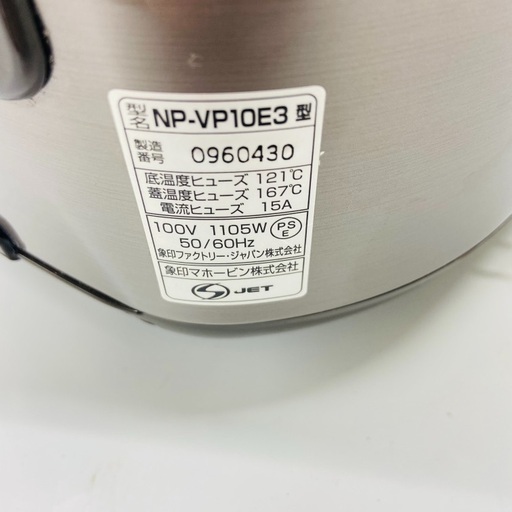 型名 NP-VP10E3 型
製造番号 0960430
底温度ヒューズ 121℃
蓋温度ヒューズ 167℃
電流ヒューズ 15A
100V 1105W PSE
50/60Hz
象印ファクトリー・ジャパン株式会社
象印マホービン株式会社
JET